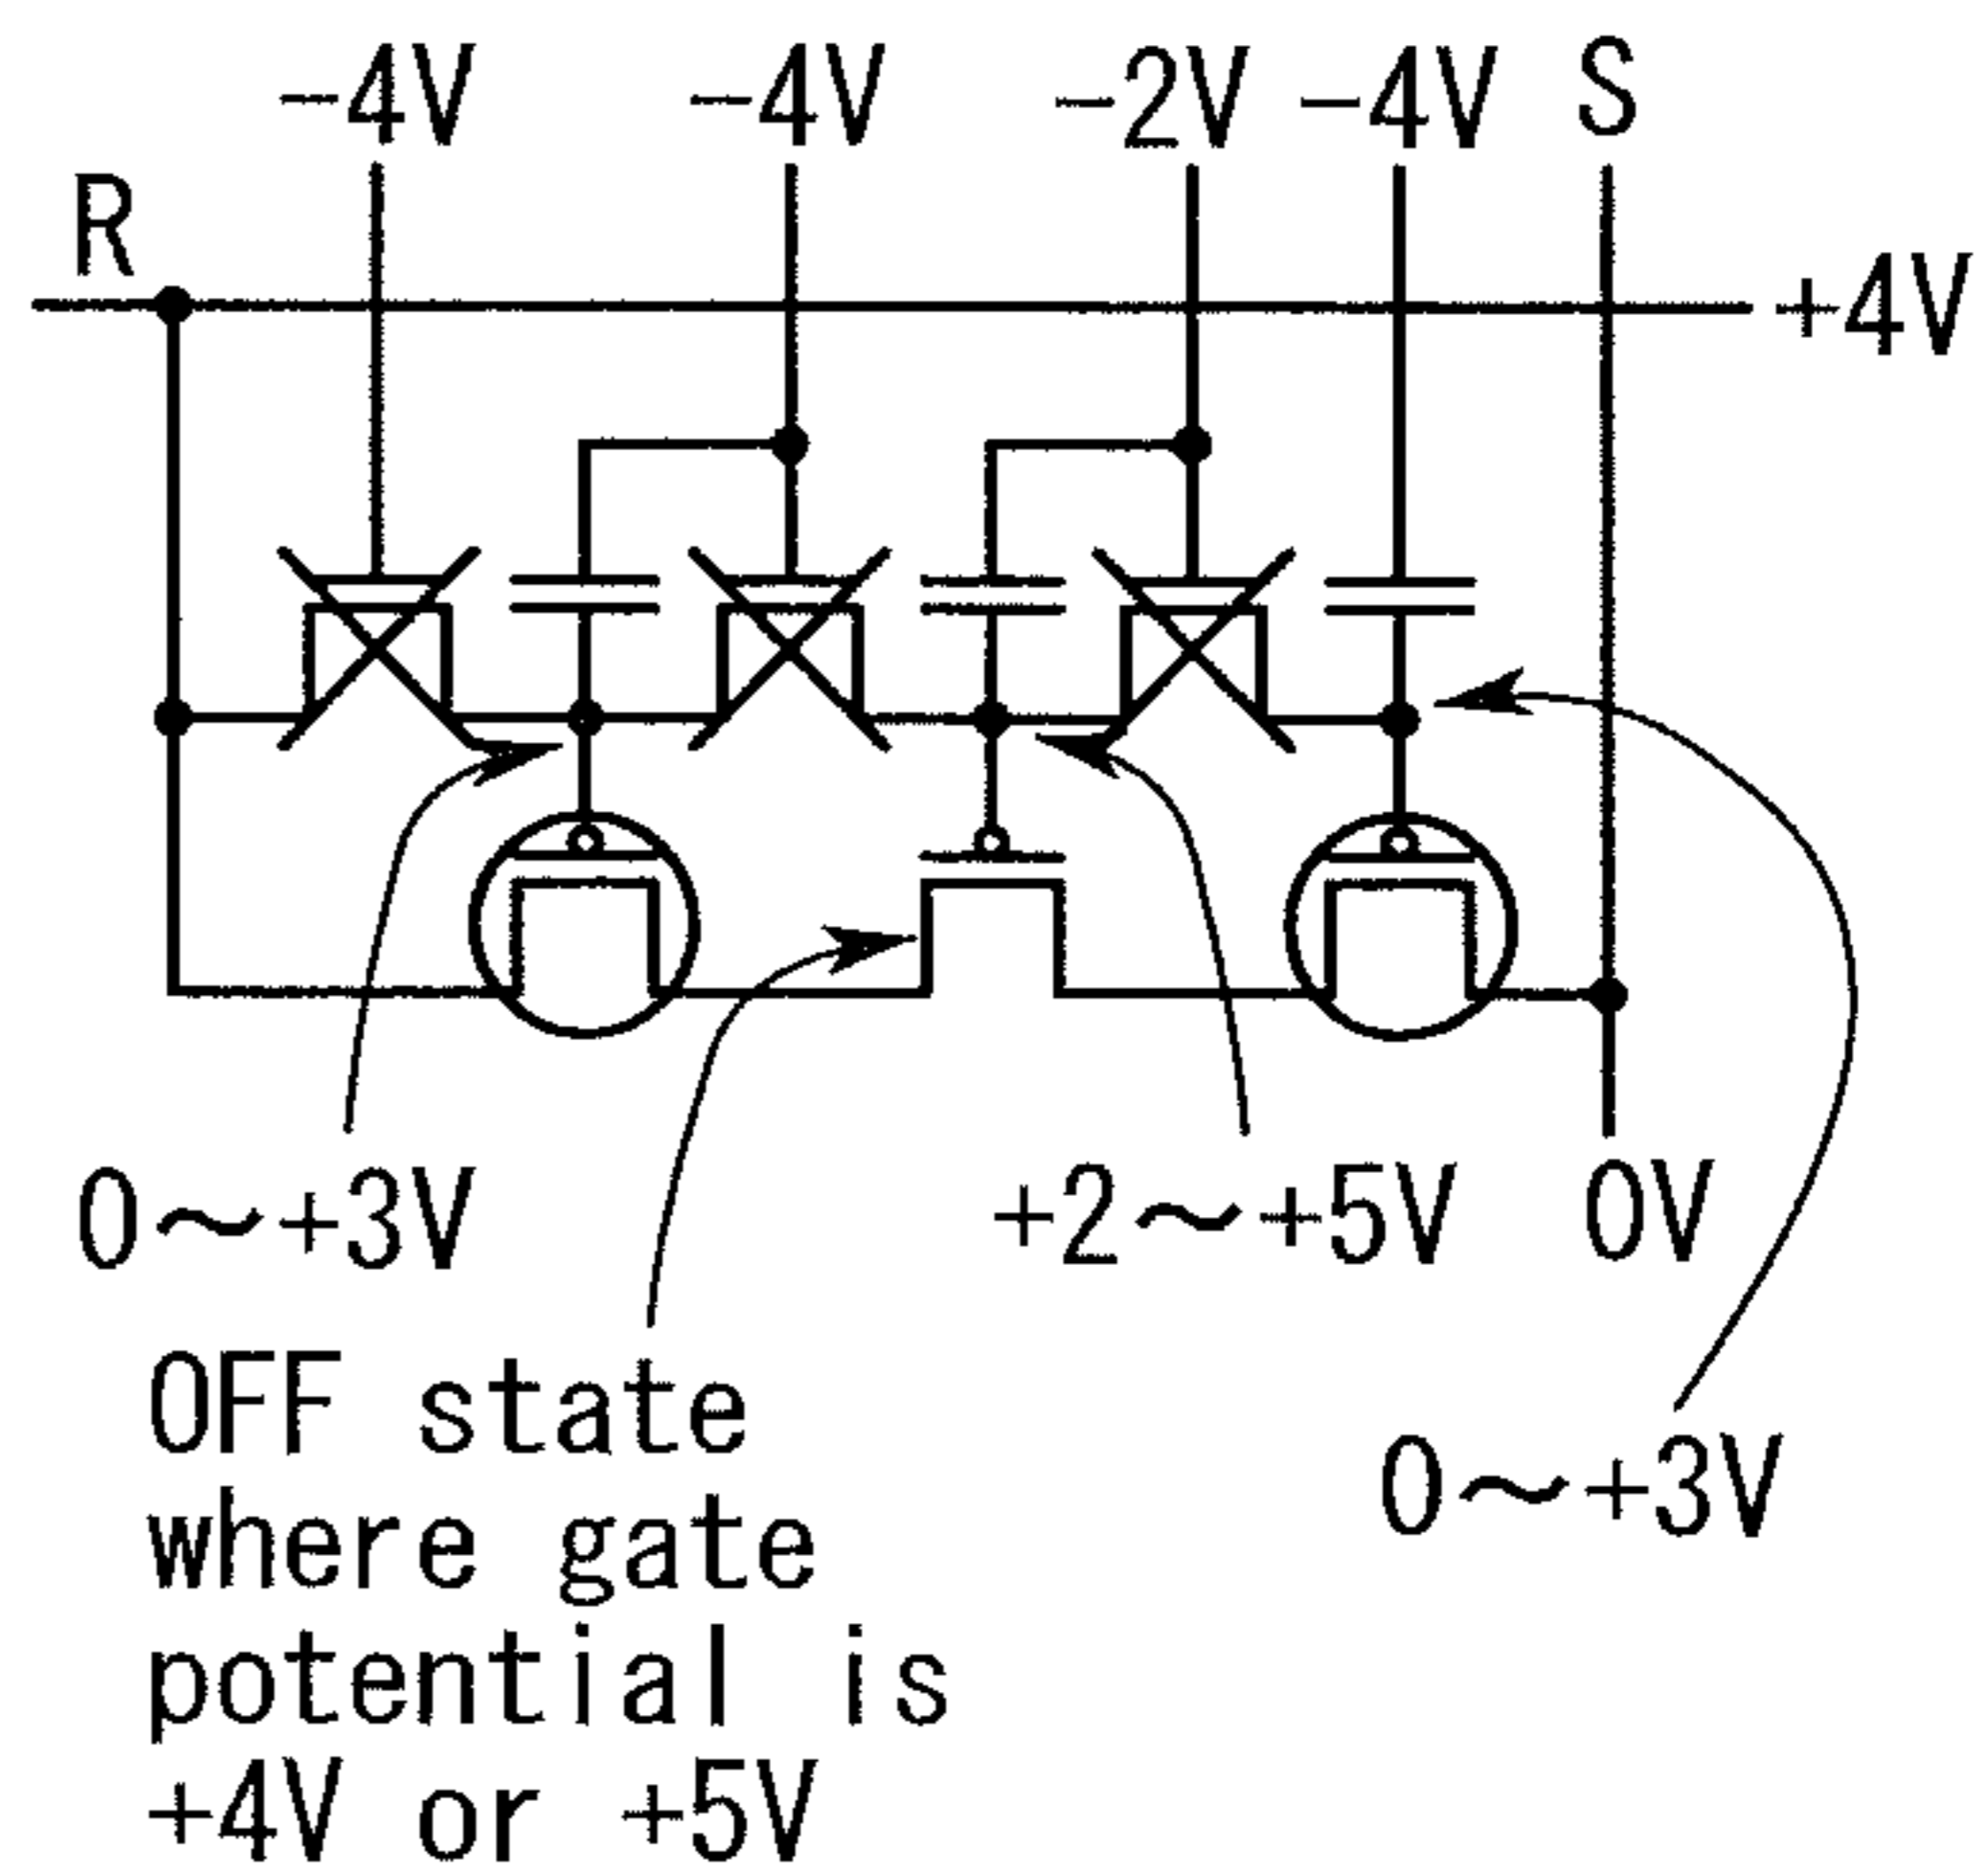 -4V -4V -2V -4V S
R
+4V
0～+3V +2～+5V 0V
OFF state
where gate
potential is
+4V or +5V
0～+3V